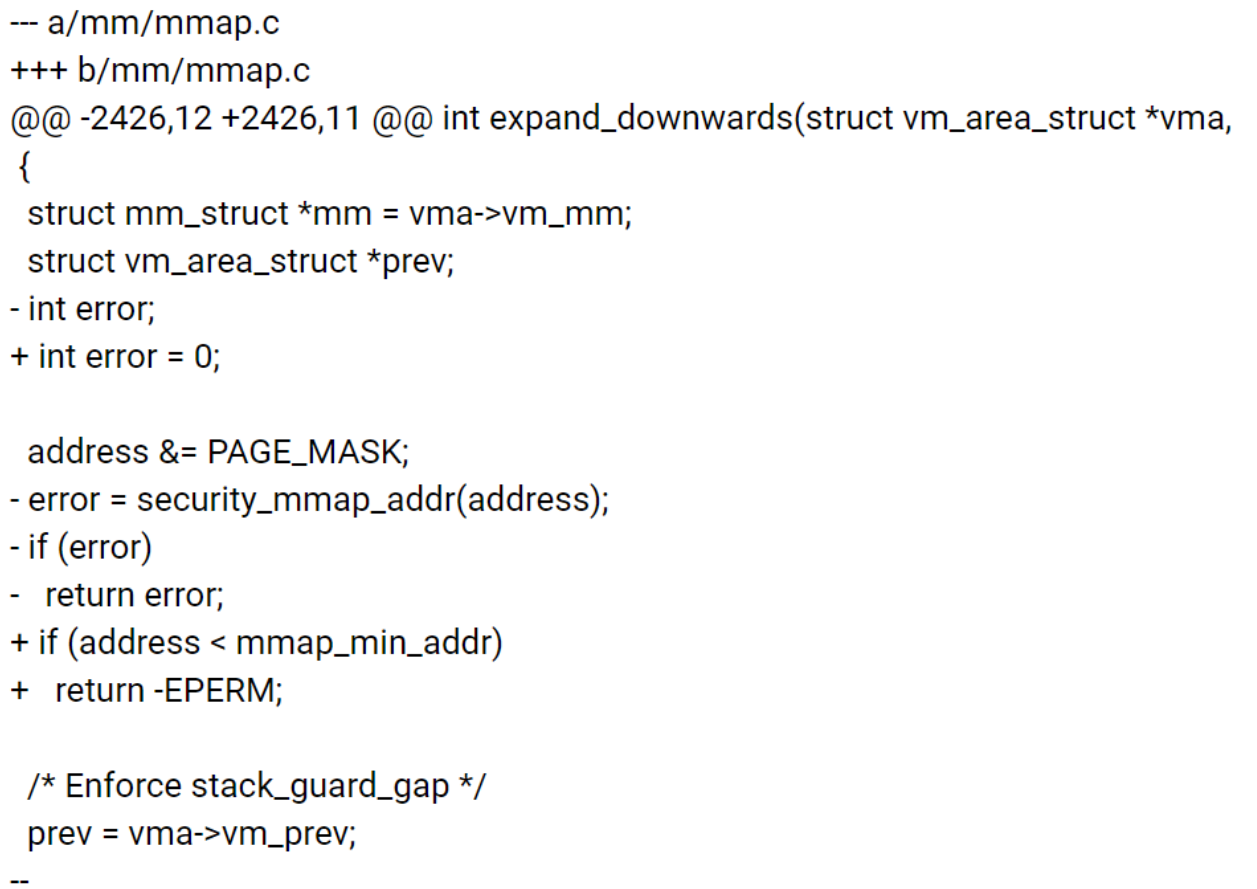 --- a/mm/mmap.c
+++ b/mm/mmap.c
@@ -2426,12 +2426,11 @@ int expand_downwards(struct vm_area_struct *vma,
 {
  struct mm_struct *mm = vma->vm_mm;
  struct vm_area_struct *prev;
- int error;
+ int error = 0;

  address &= PAGE_MASK;
- error = security_mmap_addr(address);
- if (error)
-   return error;
+ if (address < mmap_min_addr)
+   return -EPERM;

  /* Enforce stack_guard_gap */
  prev = vma->vm_prev;
--